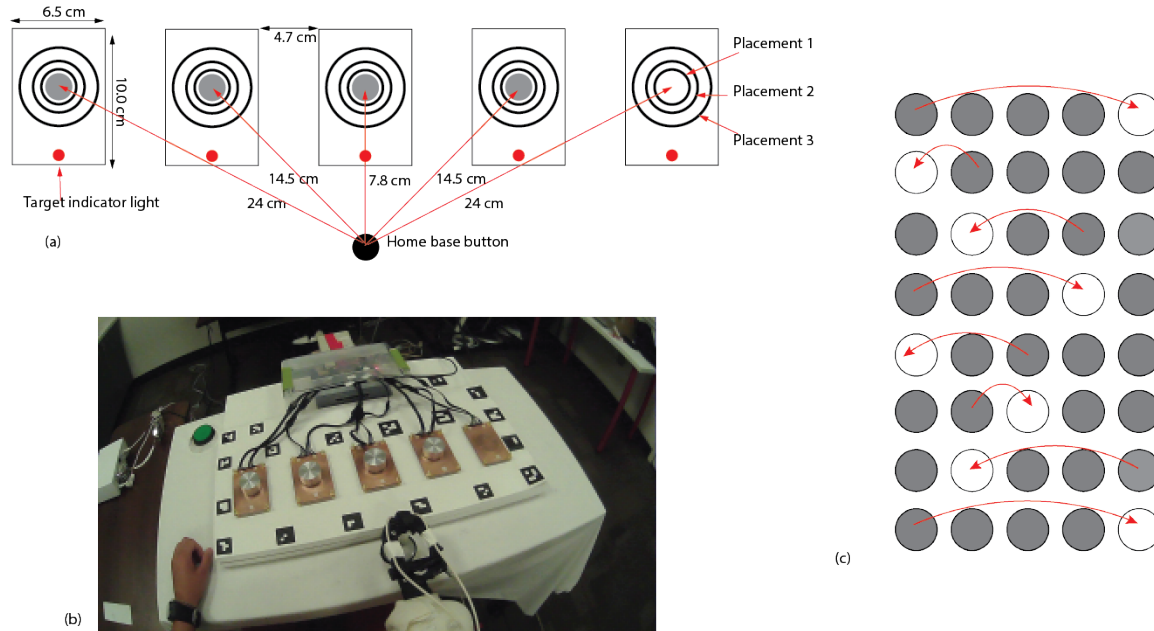 6.5 cm
4.7 cm
10.0 cm
Placement 1
Placement 2
Placement 3
14.5 cm
7.8 cm
14.5 cm
24 cm
24 cm
Target indicator light
Home base button
(a)
(b)
(c)